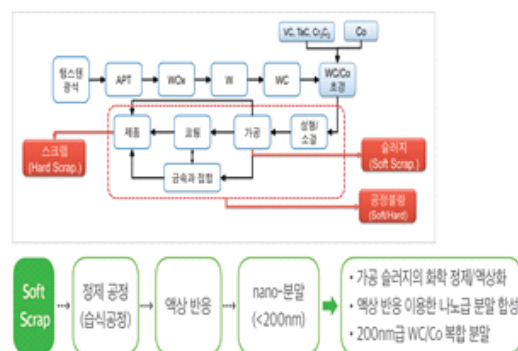 VC, TaC, Cr₃C₂
Co
텅스텐
광석
APT
WOx
W
WC
WC/Co
초경
제품
코팅
가공
성형/
소결
스크랩
(Hard Scrap.)
슬러지
(Soft Scrap.)
금속과 접합
공정불량
(Soft/Hard)
Soft
Scrap
정제 공정
(습식공정)
액상 반응
nano-분말
(<200nm)
• 가공 슬러지의 화학 정제/액상화
• 액상 반응 이용한 나노급 분말 합성
• 200nm급 WC/Co 복합 분말